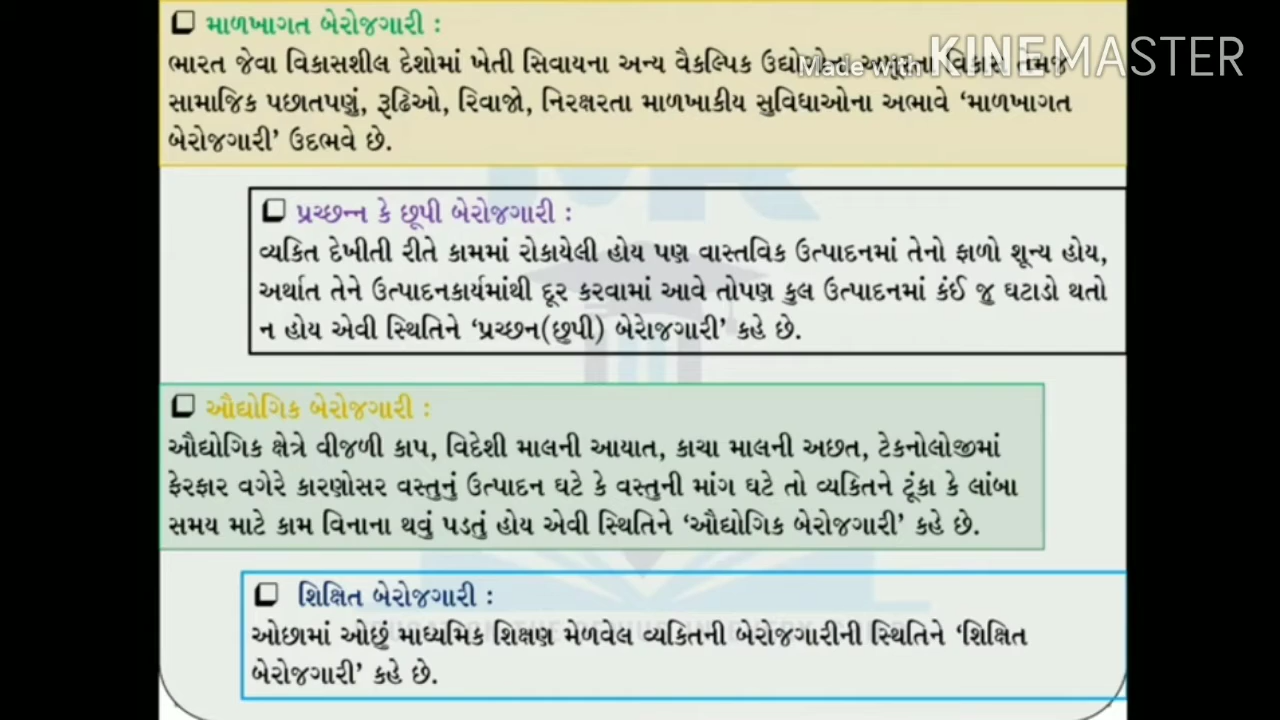 માળખાગત બેરોજગારી :
Made with KINEMASTER
ભારત જેવા વિકાસશીલ દેશોમાં ખેતી સિવાયના અન્ય વૈકલ્પિક
સામાજિક પછાતપણું, રૂઢિઓ, રિવાજો, નિરક્ષરતા માળખાકીય સુવિધાઓના અભાવે ‘માળખાગત
બેરોજગારી’ ઉદભવે છે.
પ્રચ્છન્ન કે છૂપી બેરોજગારી :
વ્યકિત દેખીતી રીતે કામમાં રોકાયેલી હોય પણ વાસ્તવિક ઉત્પાદનમાં તેનો ફાળો શૂન્ય હોય,
અર્થાત તેને ઉત્પાદનકાર્યમાંથી દૂર કરવામાં આવે તોપણ કુલ ઉત્પાદનમાં કંઈ જ ઘટાડો થતો
ન હોય એવી સ્થિતિને ‘પ્રચ્છન(છુપી) બેરોજગારી’ કહે છે.
ઔદ્યોગિક બેરોજગારી :
ઔદ્યોગિક ક્ષેત્રે વીજળી કાપ, વિદેશી માલની આયાત, કાચા માલની અછત, ટેકનોલોજીમાં
ફેરફાર વગેરે કારણોસર વસ્તુનું ઉત્પાદન ઘટે કે વસ્તુની માંગ ઘટે તો વ્યકિતને ટૂંકા કે લાંબા
સમય માટે કામ વિનાના થવું પડતું હોય એવી સ્થિતિને ‘ઔદ્યોગિક બેરોજગારી’ કહે છે.
શિક્ષિત બેરોજગારી :
ઓછામાં ઓછું માધ્યમિક શિક્ષણ મેળવેલ વ્યકિતની બેરોજગારીની સ્થિતિને ‘શિક્ષિત
બેરોજગારી’ કહે છે.